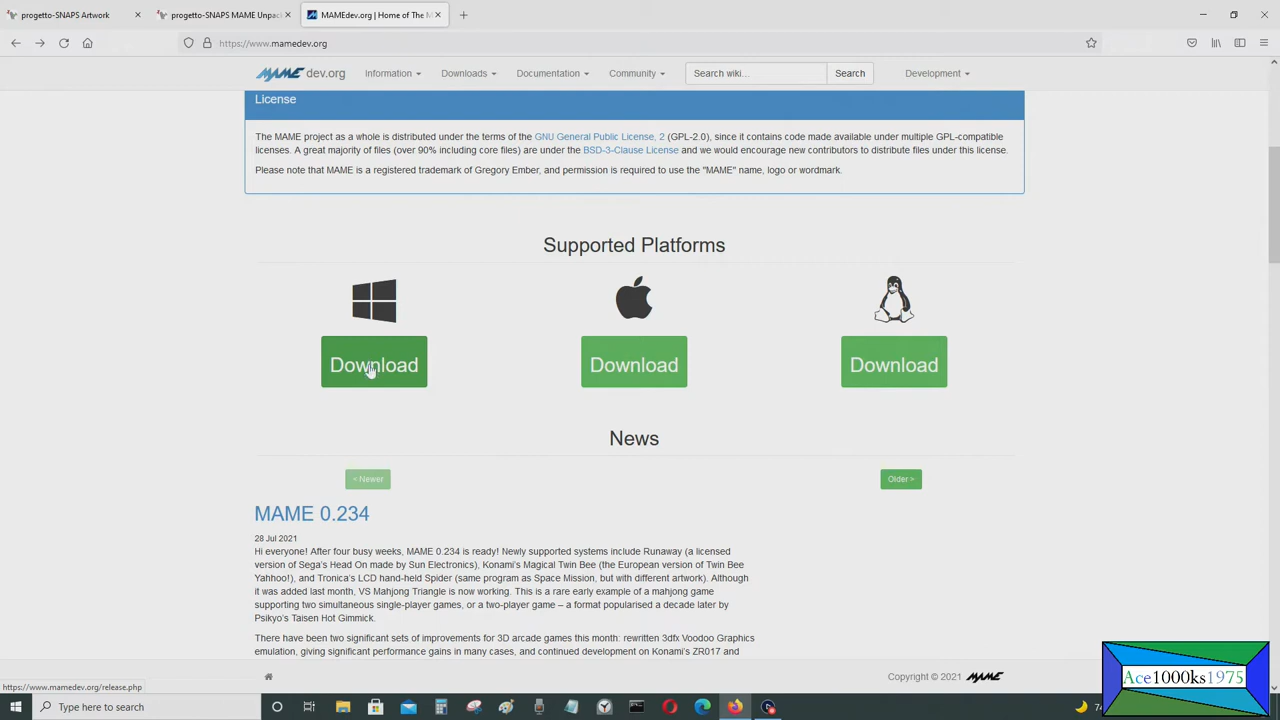 progetto-SNAPS Artwork
progetto-SNAPS MAME Unpack
MAMEdev.org | Home of The M
https://www.mamedev.org
MAME dev.org
Information
Downloads
Documentation
Community
Search wiki...
Search
Development
License
The MAME project as a whole is distributed under the terms of the GNU General Public License, 2 (GPL-2.0), since it contains code made available under multiple GPL-compatible
licenses. A great majority of files (over 90% including core files) are under the BSD-3-Clause License and we would encourage new contributors to distribute files under this license.
Please note that MAME is a registered trademark of Gregory Ember, and permission is required to use the "MAME" name, logo or wordmark.
Supported Platforms
Download
Download
Download
News
< Newer
Older >
MAME 0.234
28 Jul 2021
Hi everyone! After four busy weeks, MAME 0.234 is ready! Newly supported systems include Runaway (a licensed
version of Sega's Head On made by Sun Electronics), Konami's Magical Twin Bee (the European version of Twin Bee
Yahhoo!), and Tronica's LCD hand-held Spider (same program as Space Mission, but with different artwork). Although
it was added last month, VS Mahjong Triangle is now working. This is a rare early example of a mahjong game
supporting two simultaneous single-player games, or a two-player game – a format popularised a decade later by
Psikyo's Taisen Hot Gimmick.
There have been two significant sets of improvements for 3D arcade games this month: rewritten 3dfx Voodoo Graphics
emulation, giving significant performance gains in many cases, and continued development on Konami's ZR017 and
Copyright © 2021 MAME
https://www.mamedev.org/release.php
Ace1000ks1975
Type here to search